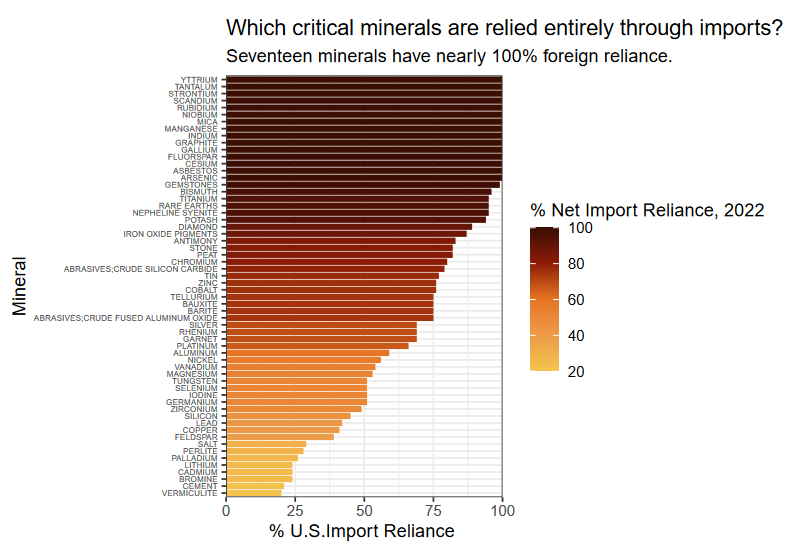 Which critical minerals are relied entirely through imports?
Seventeen minerals have nearly 100% foreign reliance.
YTTRIUM
TANTALUM
STRONTIUM
SCANDIUM
RUBIDIUM
NIOBIUM
MICA
MANGANESE
INDIUM
GRAPHITE
GALLIUM
FLUORSPAR
CESIUM
ASBESTOS
ARSENIC
GEMSTONES
BISMUTH
TITANIUM
RARE EARTHS
NEPHELINE SYENITE
POTASH
DIAMOND
IRON OXIDE PIGMENTS
ANTIMONY
STONE
PEAT
CHROMIUM
ABRASIVES;CRUDE SILICON CARBIDE
TIN
ZINC
COBALT
TELLURIUM
BAUXITE
BARITE
ABRASIVES;CRUDE FUSED ALUMINUM OXIDE
SILVER
RHENIUM
GARNET
PLATINUM
ALUMINUM
NICKEL
VANADIUM
MAGNESIUM
TUNGSTEN
SELENIUM
IODINE
GERMANIUM
ZIRCONIUM
SILICON
LEAD
COPPER
FELDSPAR
SALT
PERLITE
PALLADIUM
LITHIUM
CADMIUM
BROMINE
CEMENT
VERMICULITE
Mineral
0 25 50 75 100
% U.S.Import Reliance
% Net Import Reliance, 2022
100
80
60
40
20